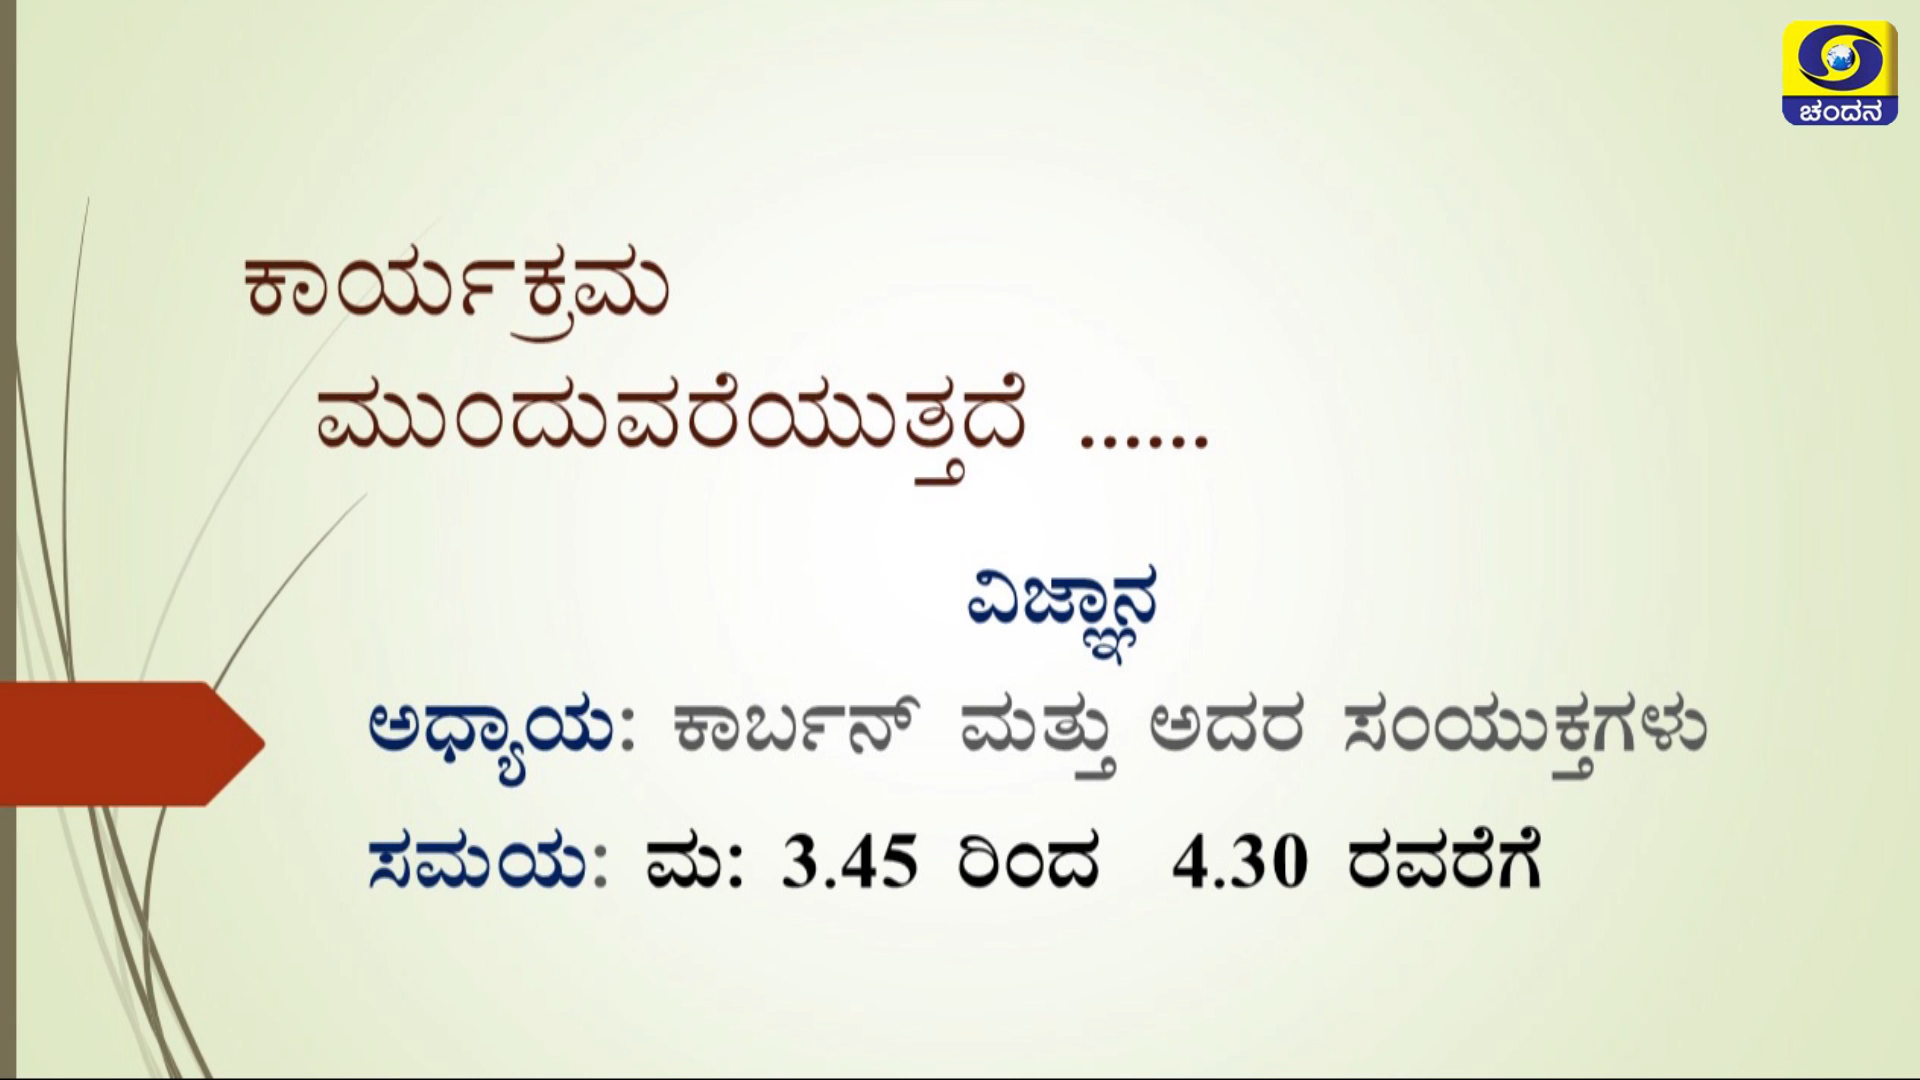 ಚಂದನ
ಕಾರ್ಯಕ್ರಮ
ಮುಂದುವರೆಯುತ್ತದೆ ......
ವಿಜ್ಞಾನ
ಅಧ್ಯಾಯ: ಕಾರ್ಬನ್ ಮತ್ತು ಅದರ ಸಂಯುಕ್ತಗಳು
ಸಮಯ: ಮ: 3.45 ರಿಂದ 4.30 ರವರೆಗೆ